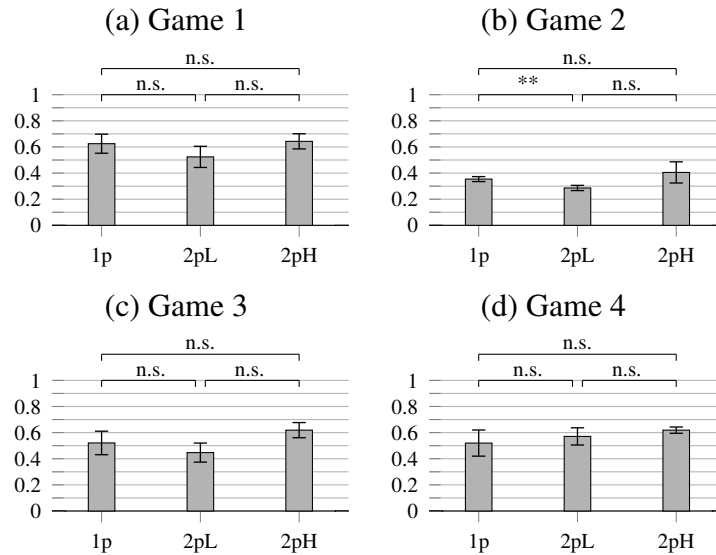 (a) Game 1
n.s.
n.s. n.s.
1
0.8
0.6
0.4
0.2
0
1p 2pL 2pH
(b) Game 2
n.s.
** n.s.
1
0.8
0.6
0.4
0.2
0
1p 2pL 2pH
(c) Game 3
n.s.
n.s. n.s.
1
0.8
0.6
0.4
0.2
0
1p 2pL 2pH
(d) Game 4
n.s.
n.s. n.s.
1
0.8
0.6
0.4
0.2
0
1p 2pL 2pH